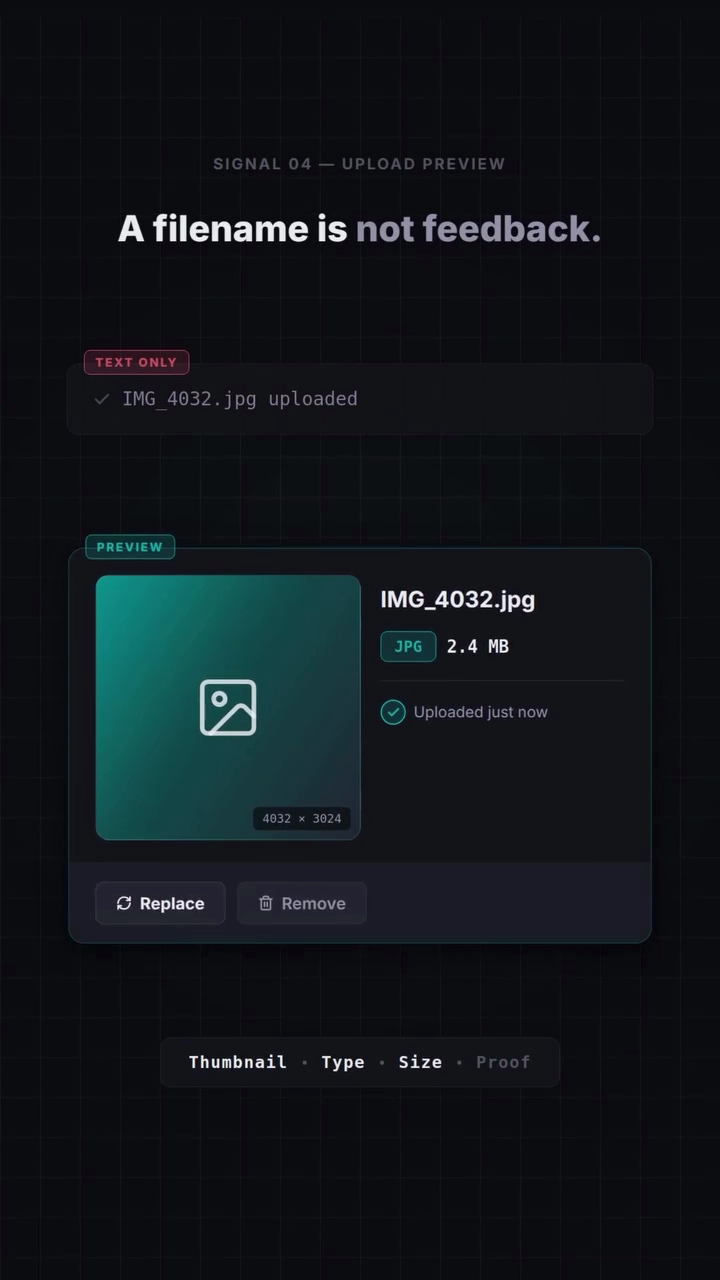 SIGNAL 04 — UPLOAD PREVIEW
A filename is not feedback.
TEXT ONLY
IMG_4032.jpg uploaded
PREVIEW
IMG_4032.jpg
JPG 2.4 MB
Uploaded just now
4032 × 3024
Replace Remove
Thumbnail • Type • Size • Proof